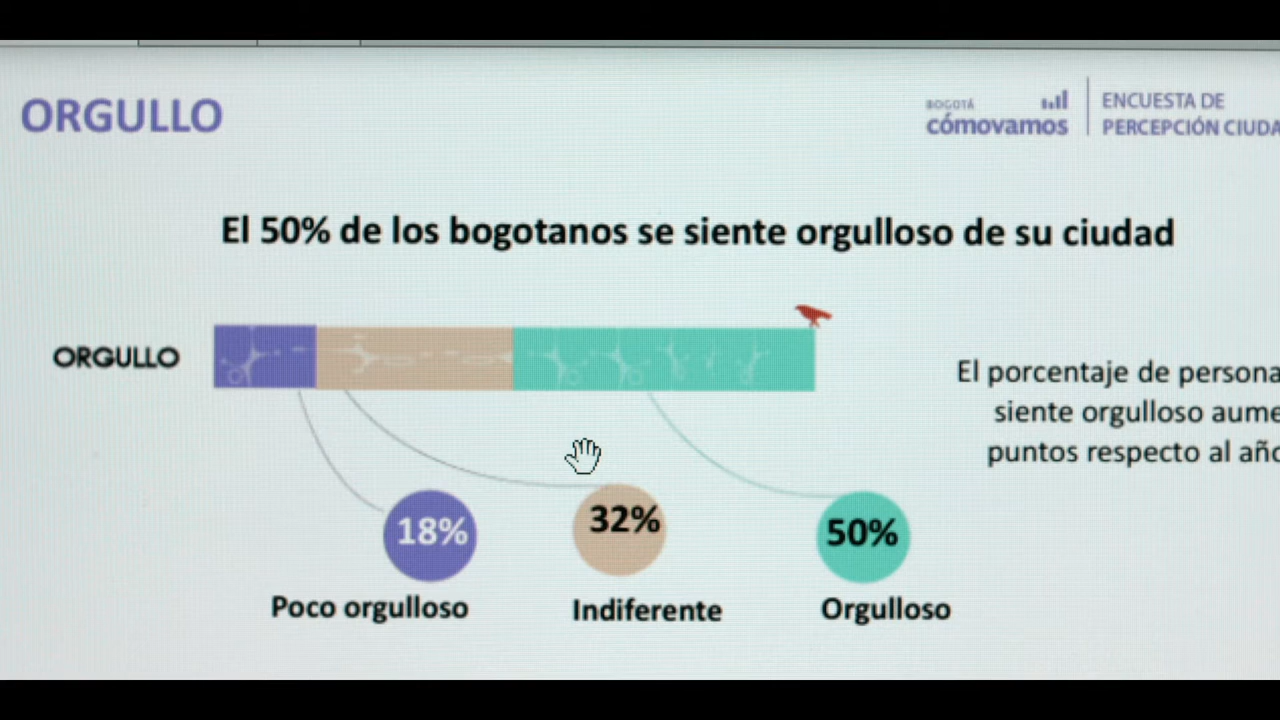 ORGULLO
BOGOTÁ
cómovamos
ENCUESTA DE
PERCEPCIÓN CIUDA
El 50% de los bogotanos se siente orgulloso de su ciudad
ORGULLO
El porcentaje de persona
siente orgulloso aume
puntos respecto al año
18%
32%
50%
Poco orgulloso
Indiferente
Orgulloso